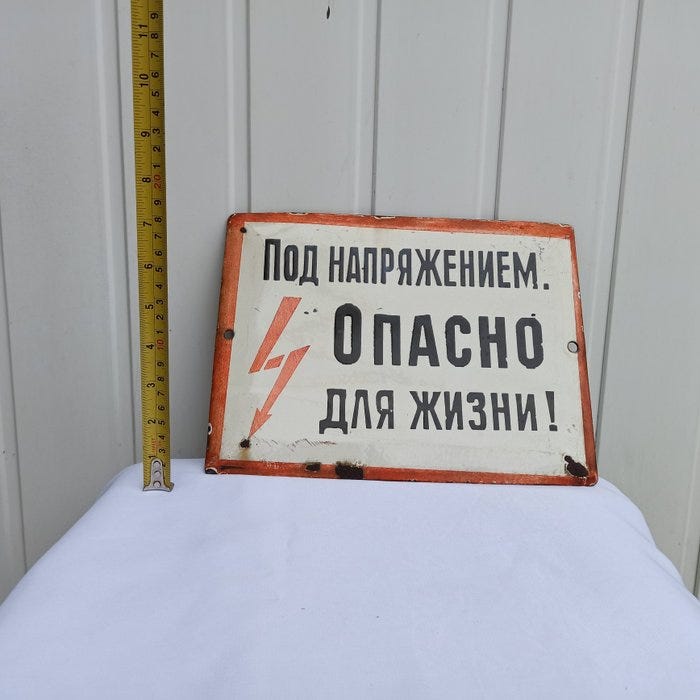 Под напряжением.
Опасно
для жизни!